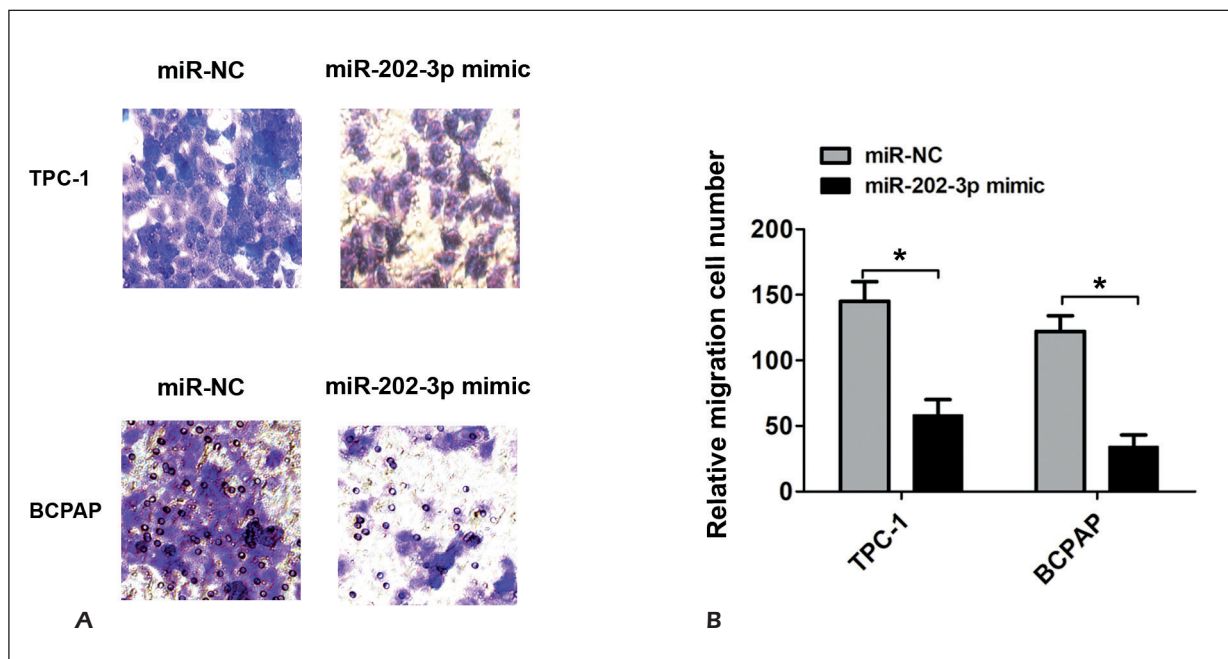 miR-NC miR-202-3p mimic
TPC-1
miR-NC miR-202-3p mimic
BCPAP
A
miR-NC
miR-202-3p mimic
Relative migration cell number
200
150
100
50
0
*
*
TPC-1
BCPAP
B